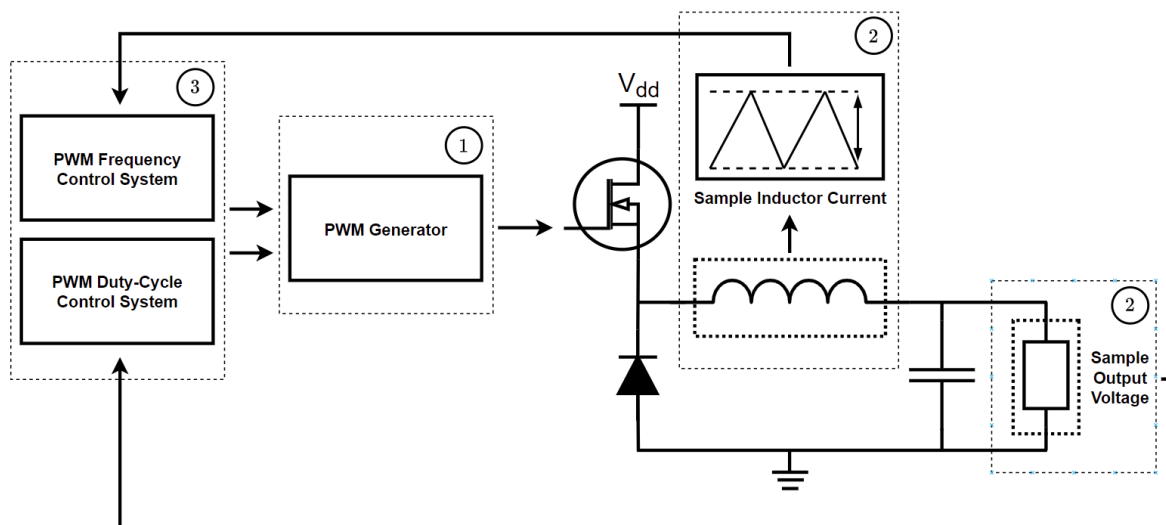 2
3
V_dd
1
PWM Frequency
Control System
Sample Inductor Current
PWM Generator
PWM Duty-Cycle
Control System
2
Sample
Output
Voltage